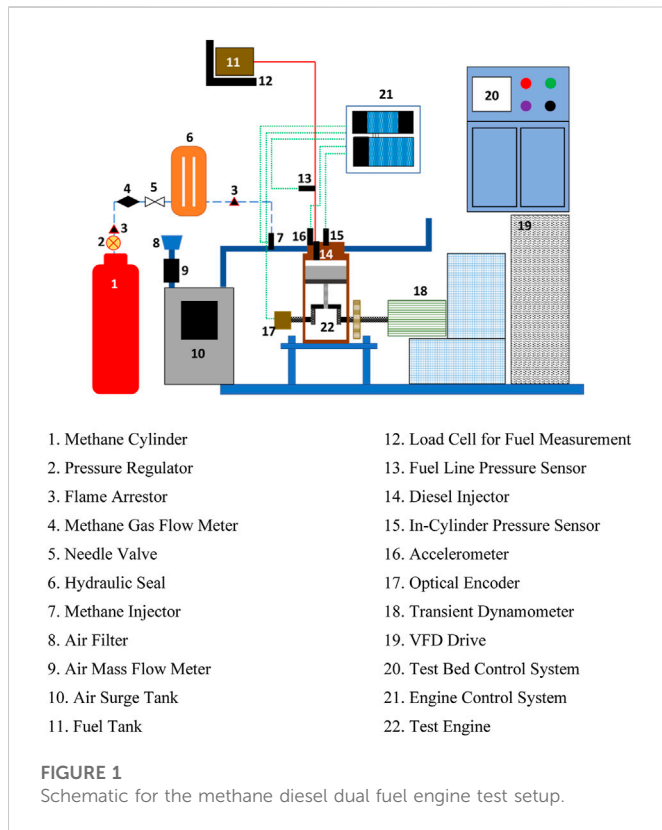 11
12
20
21
6
13
4
5
3
3
16
15
2
8
7
14
19
1
9
18
17
22
10
1. Methane Cylinder
2. Pressure Regulator
3. Flame Arrestor
4. Methane Gas Flow Meter
5. Needle Valve
6. Hydraulic Seal
7. Methane Injector
8. Air Filter
9. Air Mass Flow Meter
10. Air Surge Tank
11. Fuel Tank
12. Load Cell for Fuel Measurement
13. Fuel Line Pressure Sensor
14. Diesel Injector
15. In-Cylinder Pressure Sensor
16. Accelerometer
17. Optical Encoder
18. Transient Dynamometer
19. VFD Drive
20. Test Bed Control System
21. Engine Control System
22. Test Engine
FIGURE 1
Schematic for the methane diesel dual fuel engine test setup.